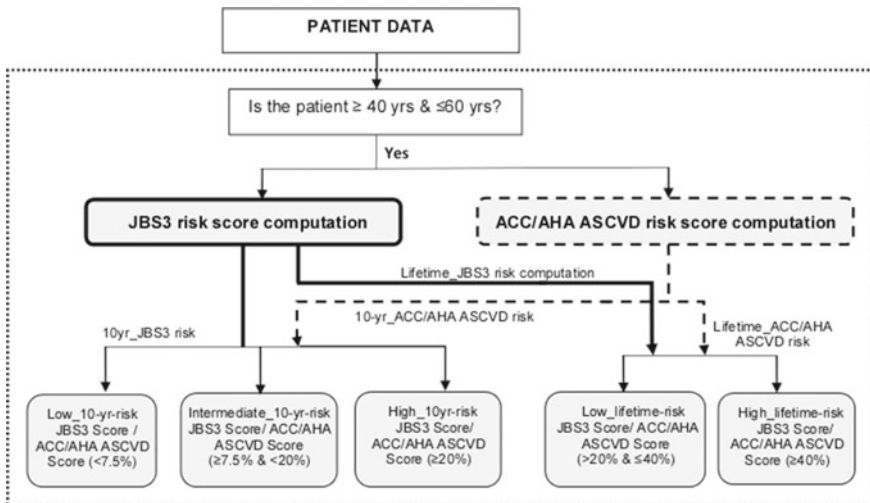 PATIENT DATA
Is the patient ≥ 40 yrs & ≤60 yrs?
Yes
JBS3 risk score computation
ACC/AHA ASCVD risk score computation
Lifetime_JBS3 risk computation
10-yr_ACC/AHA ASCVD risk
10yr_JBS3 risk
Lifetime_ACC/AHA
ASCVD risk
Low_10-yr-risk
JBS3 Score /
ACC/AHA ASCVD
Score (<7.5%)
Intermediate_10-yr-risk
JBS3 Score/ ACC/AHA
ASCVD Score
(≥7.5% & <20%)
High_10yr-risk
JBS3 Score/
ACC/AHA ASCVD
Score (≥20%)
Low_lifetime-risk
JBS3 Score/ ACC/AHA
ASCVD Score
(>20% & ≤40%)
High_lifetime-risk
JBS3 Score/
ACC/AHA ASCVD
Score (≥40%)